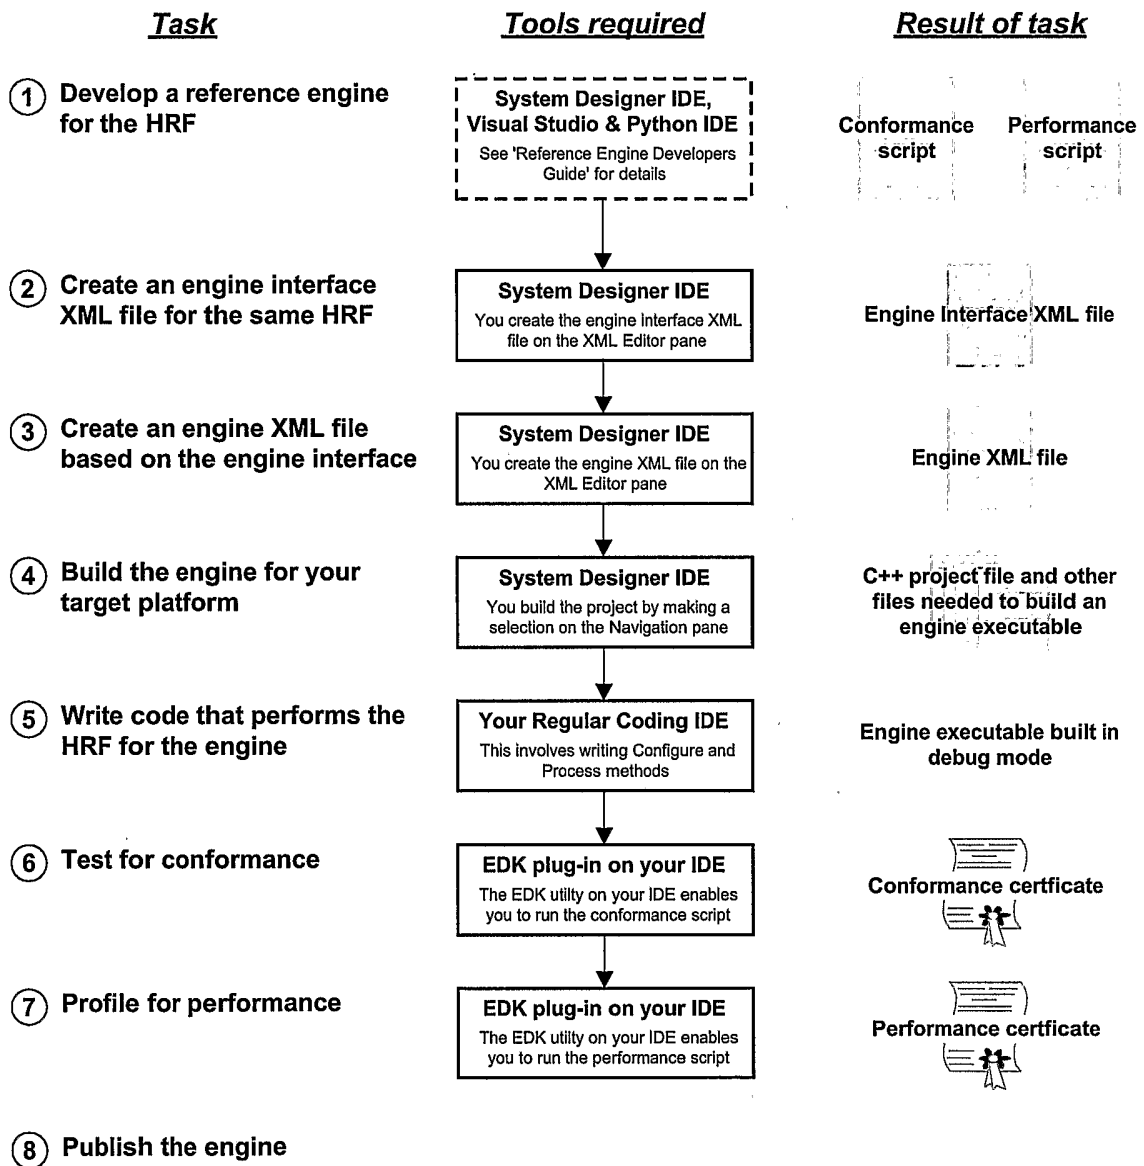 Task
Tools required
Result of task
1
Develop a reference engine
for the HRF
System Designer IDE,
Visual Studio & Python IDE
See 'Reference Engine Developers
Guide' for details
Conformance
script
Performance
script
2
Create an engine interface
XML file for the same HRF
System Designer IDE
You create the engine interface XML
file on the XML Editor pane
Engine Interface XML file
3
Create an engine XML file
based on the engine interface
System Designer IDE
You create the engine XML file on the
XML Editor pane
Engine XML file
4
Build the engine for your
target platform
System Designer IDE
You build the project by making a
selection on the Navigation pane
C++ project file and other
files needed to build an
engine executable
5
Write code that performs the
HRF for the engine
Your Regular Coding IDE
This involves writing Configure and
Process methods
Engine executable built in
debug mode
6
Test for conformance
EDK plug-in on your IDE
The EDK utilty on your IDE enables
you to run the conformance script
Conformance certficate
7
Profile for performance
EDK plug-in on your IDE
The EDK utilty on your IDE enables
you to run the performance script
Performance certficate
8
Publish the engine